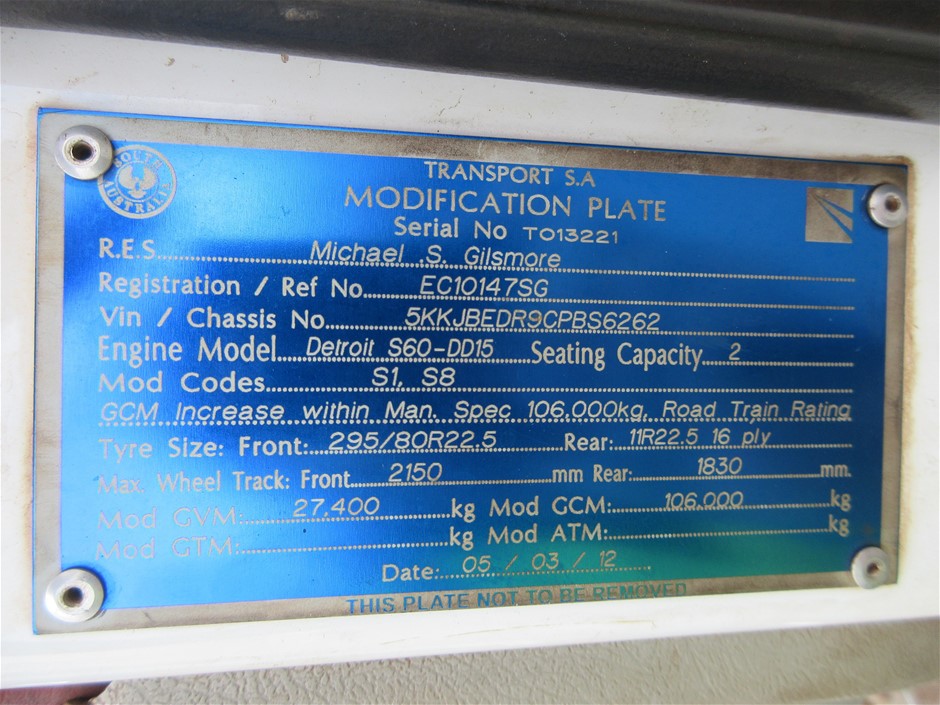 SOUTH AUSTRALIA
TRANSPORT S.A
MODIFICATION PLATE
Serial No TO13221
R.E.S. Michael .S. Gilsmore
Registration / Ref No. EC10147SG
Vin / Chassis No. 5KKJBEDR9CPBS6262
Engine Model Detroit S60-DD15 Seating Capacity 2
Mod Codes S1, S8
GCM Increase within Man. Spec 106.000kg. Road Train Rating
Tyre Size: Front: 295/80R22.5 Rear: 11R22.5 16 ply
Max. Wheel Track: Front 2150 mm Rear: 1830 mm.
Mod GVM: 27.400 kg Mod GCM: 106.000 kg
Mod GTM: kg Mod ATM: kg
Date: 05 / 03 / 12
THIS PLATE NOT TO BE REMOVED